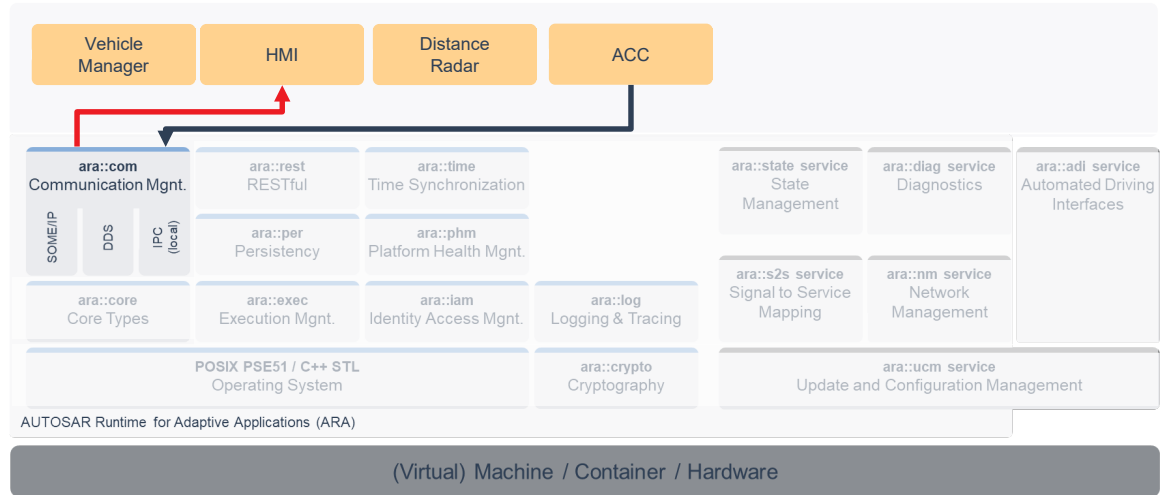 Vehicle
Manager
HMI
Distance
Radar
ACC
ara::com
Communication Mgnt.
SOME/IP
DDS
IPC
(local)
ara::rest
RESTful
ara::time
Time Synchronization
ara::state service
State
Management
ara::diag service
Diagnostics
ara::adi service
Automated Driving
Interfaces
ara::per
Persistency
ara::phm
Platform Health Mgnt.
ara::core
Core Types
ara::exec
Execution Mgnt.
ara::iam
Identity Access Mgnt.
ara::log
Logging & Tracing
ara::s2s service
Signal to Service
Mapping
ara::nm service
Network
Management
POSIX PSE51 / C++ STL
Operating System
ara::crypto
Cryptography
ara::ucm service
Update and Configuration Management
AUTOSAR Runtime for Adaptive Applications (ARA)
(Virtual) Machine / Container / Hardware